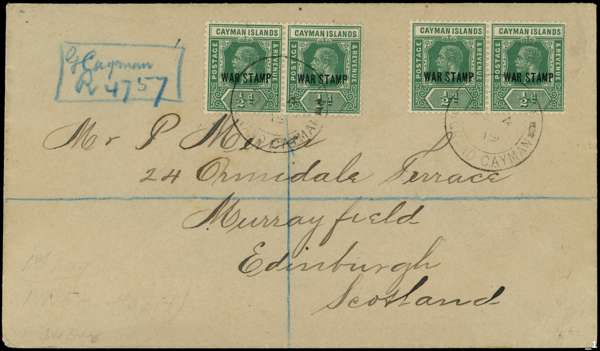 CAYMAN ISLANDS CAYMAN ISLANDS CAYMAN ISLANDS CAYMAN ISLANDS
POSTAGE & REVENUE POSTAGE & REVENUE POSTAGE & REVENUE POSTAGE & REVENUE
WAR STAMP WAR STAMP WAR STAMP WAR STAMP
½d ½d ½d ½d
G Cayman
R 4757
CAYMAN
CAYMAN
Mr P
24 Ormidale Terrace
Murrayfield
Edinburgh
Scotland